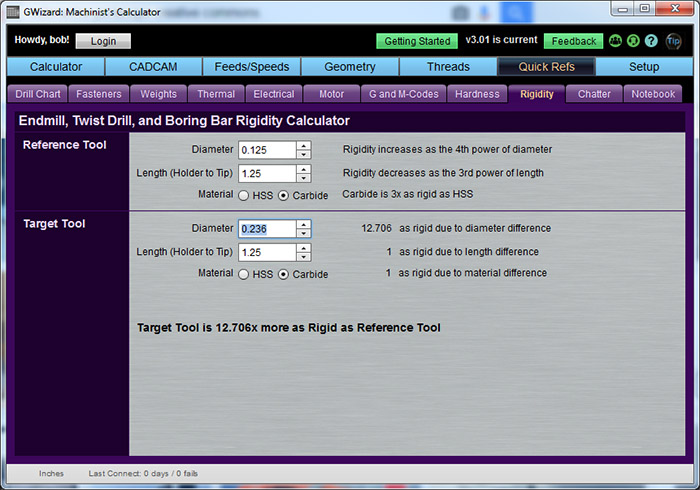 GWizard: Machinist's Calculator
Howdy, bob! Login Getting Started v3.01 is current Feedback ? Tip
Calculator CADCAM Feeds/Speeds Geometry Threads Quick Refs Setup
Drill Chart Fasteners Weights Thermal Electrical Motor G and M-Codes Hardness Rigidity Chatter Notebook
Endmill, Twist Drill, and Boring Bar Rigidity Calculator
Reference Tool
Diameter 0.125 Rigidity increases as the 4th power of diameter
Length (Holder to Tip) 1.25 Rigidity decreases as the 3rd power of length
Material HSS Carbide Carbide is 3x as rigid as HSS
Target Tool
Diameter 0.236 12.706 as rigid due to diameter difference
Length (Holder to Tip) 1.25 1 as rigid due to length difference
Material HSS Carbide 1 as rigid due to material difference
Target Tool is 12.706x more as Rigid as Reference Tool
Inches Last Connect: 0 days / 0 fails